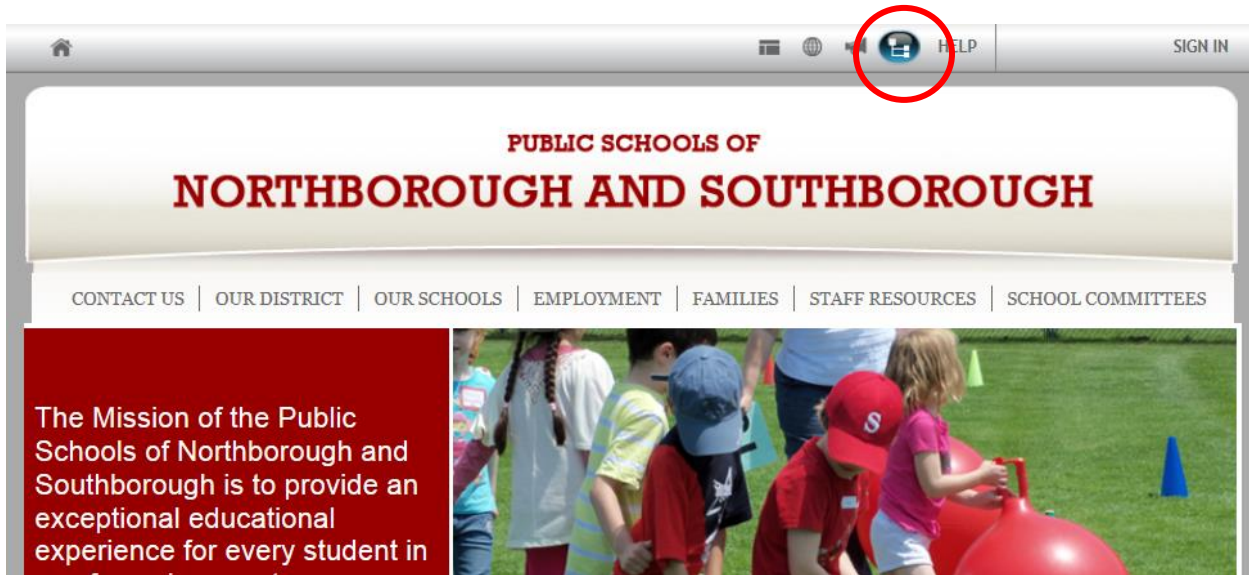 HELP
SIGN IN
PUBLIC SCHOOLS OF
NORTHBOROUGH AND SOUTHBOROUGH
CONTACT US | OUR DISTRICT | OUR SCHOOLS | EMPLOYMENT | FAMILIES | STAFF RESOURCES | SCHOOL COMMITTEES
The Mission of the Public
Schools of Northborough and
Southborough is to provide an
exceptional educational
experience for every student in
S